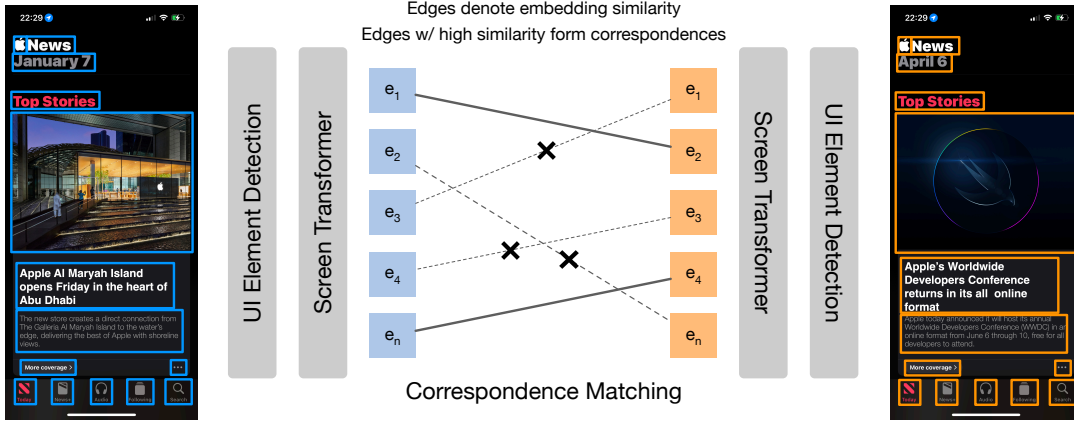 Edges denote embedding similarity
Edges w/ high similarity form correspondences
22:29
News
January 7
Top Stories
Apple Al Maryah Island
opens Friday in the heart of
Abu Dhabi
The new store creates a direct connection from
The Galleria Al Maryah Island to the water's
edge, delivering the best of Apple with shoreline
views.
More coverage >
Today
News+
Audio
Following
Search
UI Element Detection
Screen Transformer
e1
e2
e3
e4
en
e1
e2
e3
e4
en
Screen Transformer
UI Element Detection
Correspondence Matching
22:29
News
April 6
Top Stories
Apple's Worldwide
Developers Conference
returns in its all online
format
Apple today announced it will host its annual
Worldwide Developers Conference (WWDC) in an
online format from June 6 through 10, free for all
developers to attend.
More coverage >
Today
News+
Audio
Following
Search